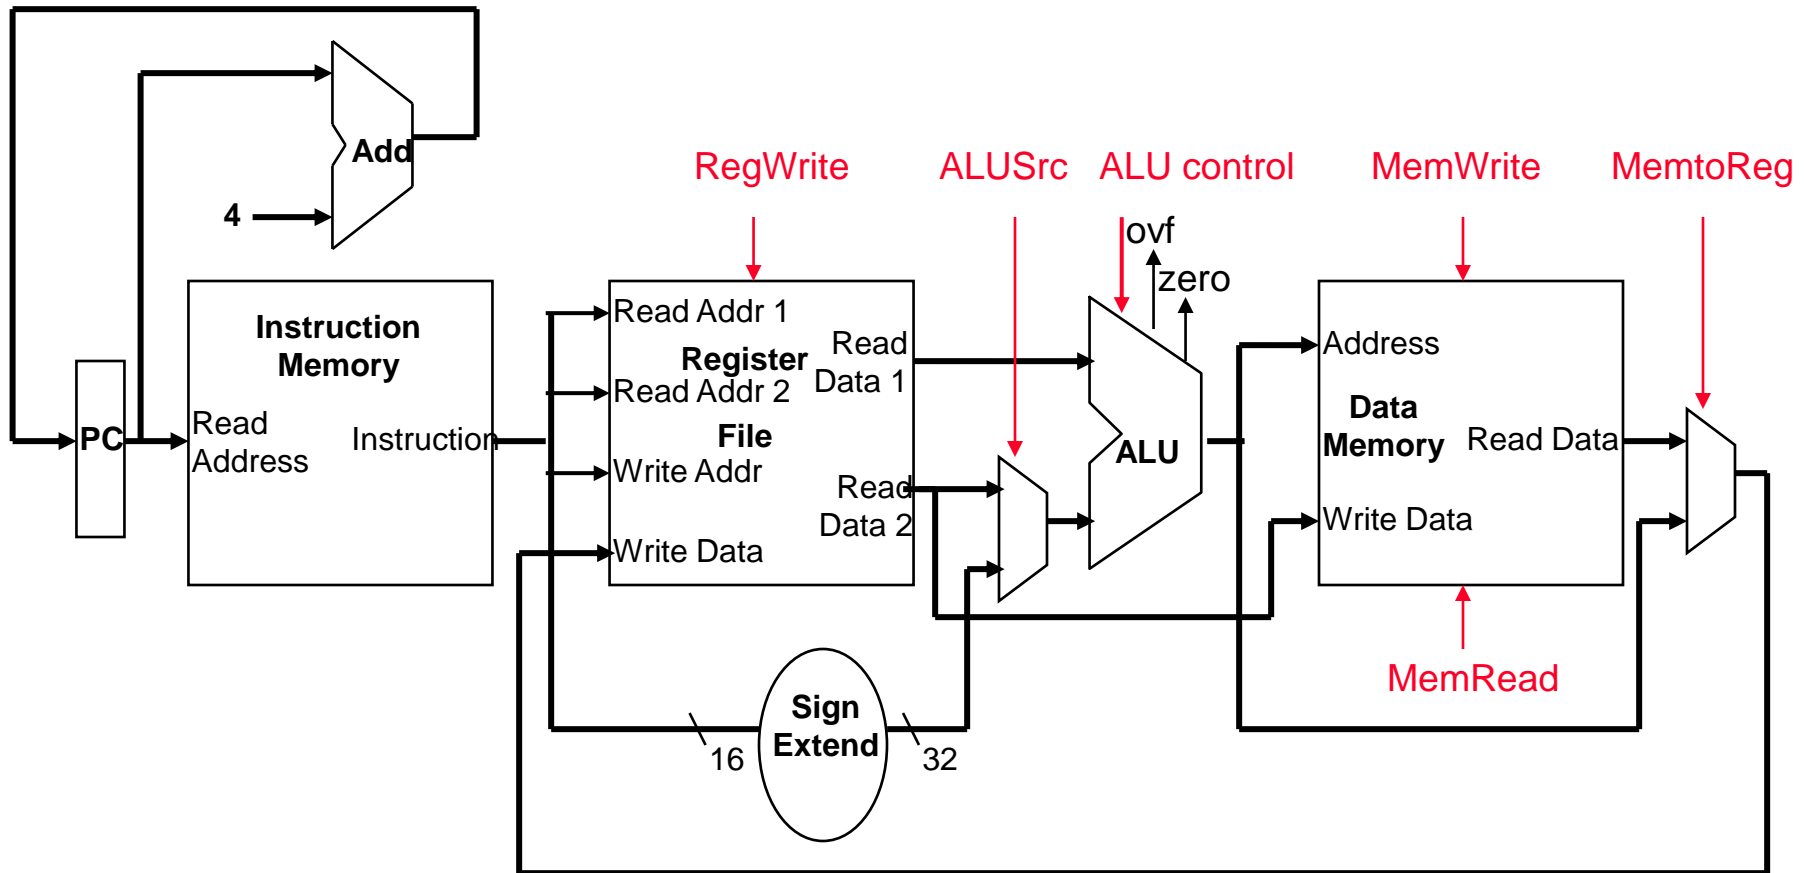 Add
4
RegWrite
ALUSrc
ALU control
MemWrite
MemtoReg
ovf
zero
PC
Instruction
Memory
Read
Address
Instruction
Read Addr 1
Register
Read Addr 2
File
Write Addr
Write Data
Read
Data 1
Read
Data 2
ALU
Address
Data
Memory
Read Data
Write Data
MemRead
Sign
Extend
16
32